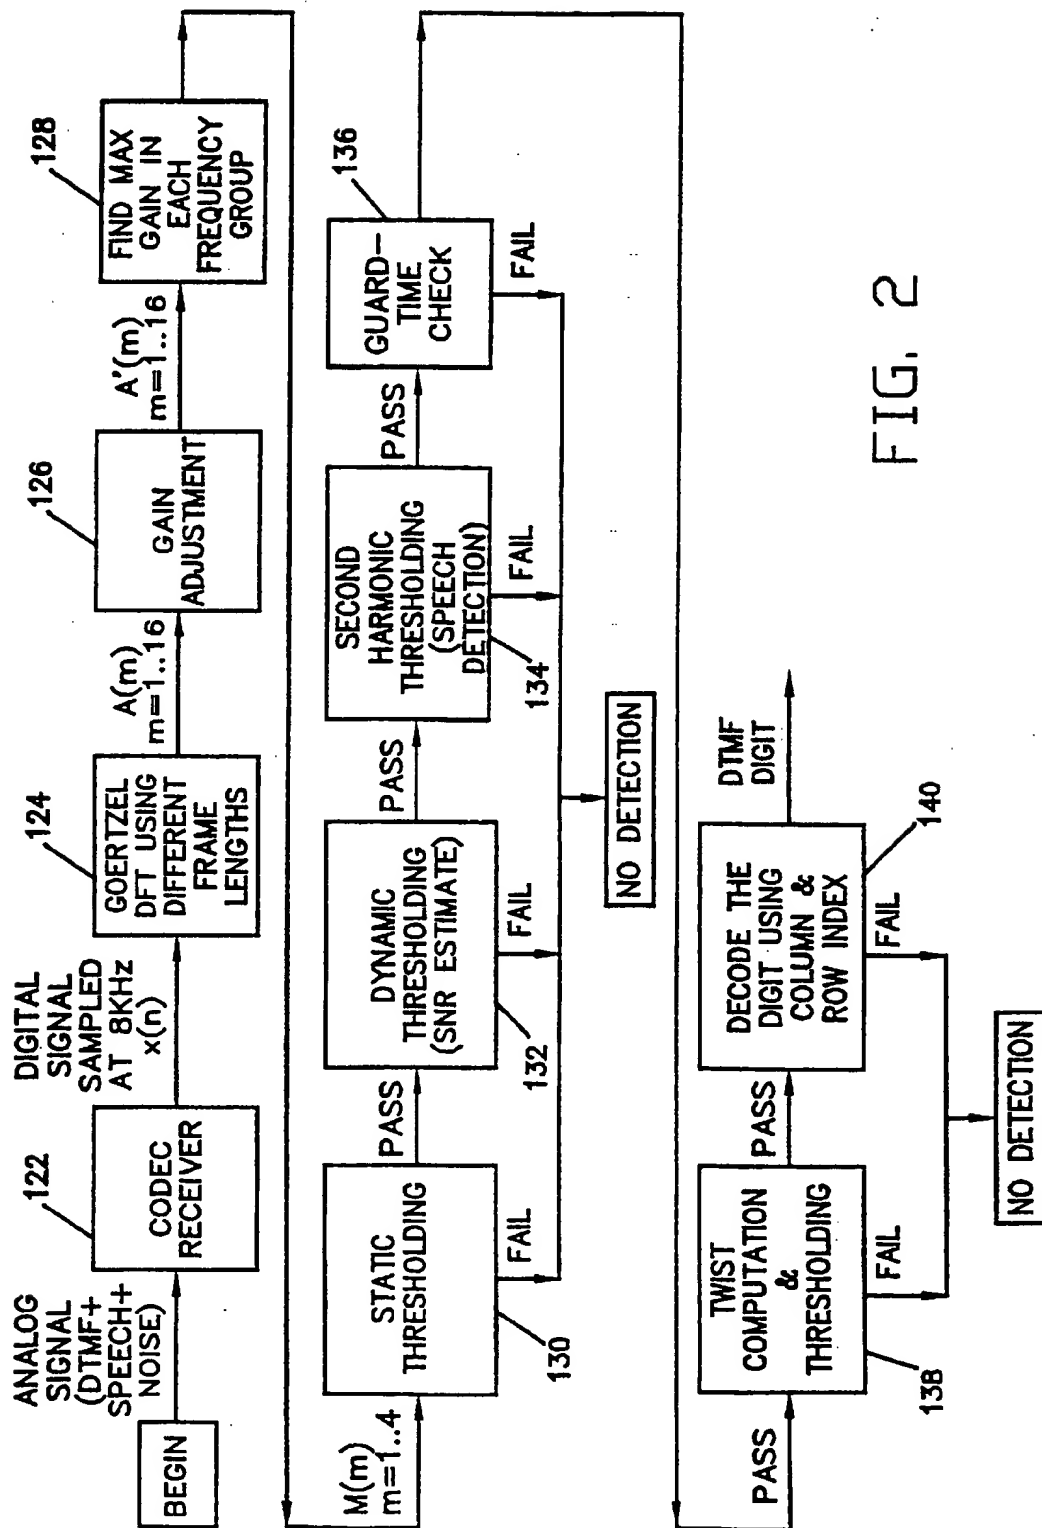 BEGIN
ANALOG
SIGNAL
(DTMF+
SPEECH+
NOISE)
122
CODEC
RECEIVER
DIGITAL
SIGNAL
SAMPLED
AT 8KHz
x(n)
124
GOERTZEL
DFT USING
DIFFERENT
FRAME
LENGTHS
A(m)
m=1..16
126
GAIN
ADJUSTMENT
A'(m)
m=1..16
128
FIND MAX
GAIN IN
EACH
FREQUENCY
GROUP
M(m)
m=1..4
STATIC
THRESHOLDING
130
FAIL
PASS
DYNAMIC
THRESHOLDING
(SNR ESTIMATE)
132
FAIL
PASS
SECOND
HARMONIC
THRESHOLDING
(SPEECH
DETECTION)
134
FAIL
PASS
136
GUARD-
TIME
CHECK
FAIL
NO DETECTION
PASS
TWIST
COMPUTATION
&
THRESHOLDING
138
FAIL
PASS
DECODE THE
DIGIT USING
COLUMN &
ROW INDEX
140
FAIL
DTMF
DIGIT
NO DETECTION
FIG. 2